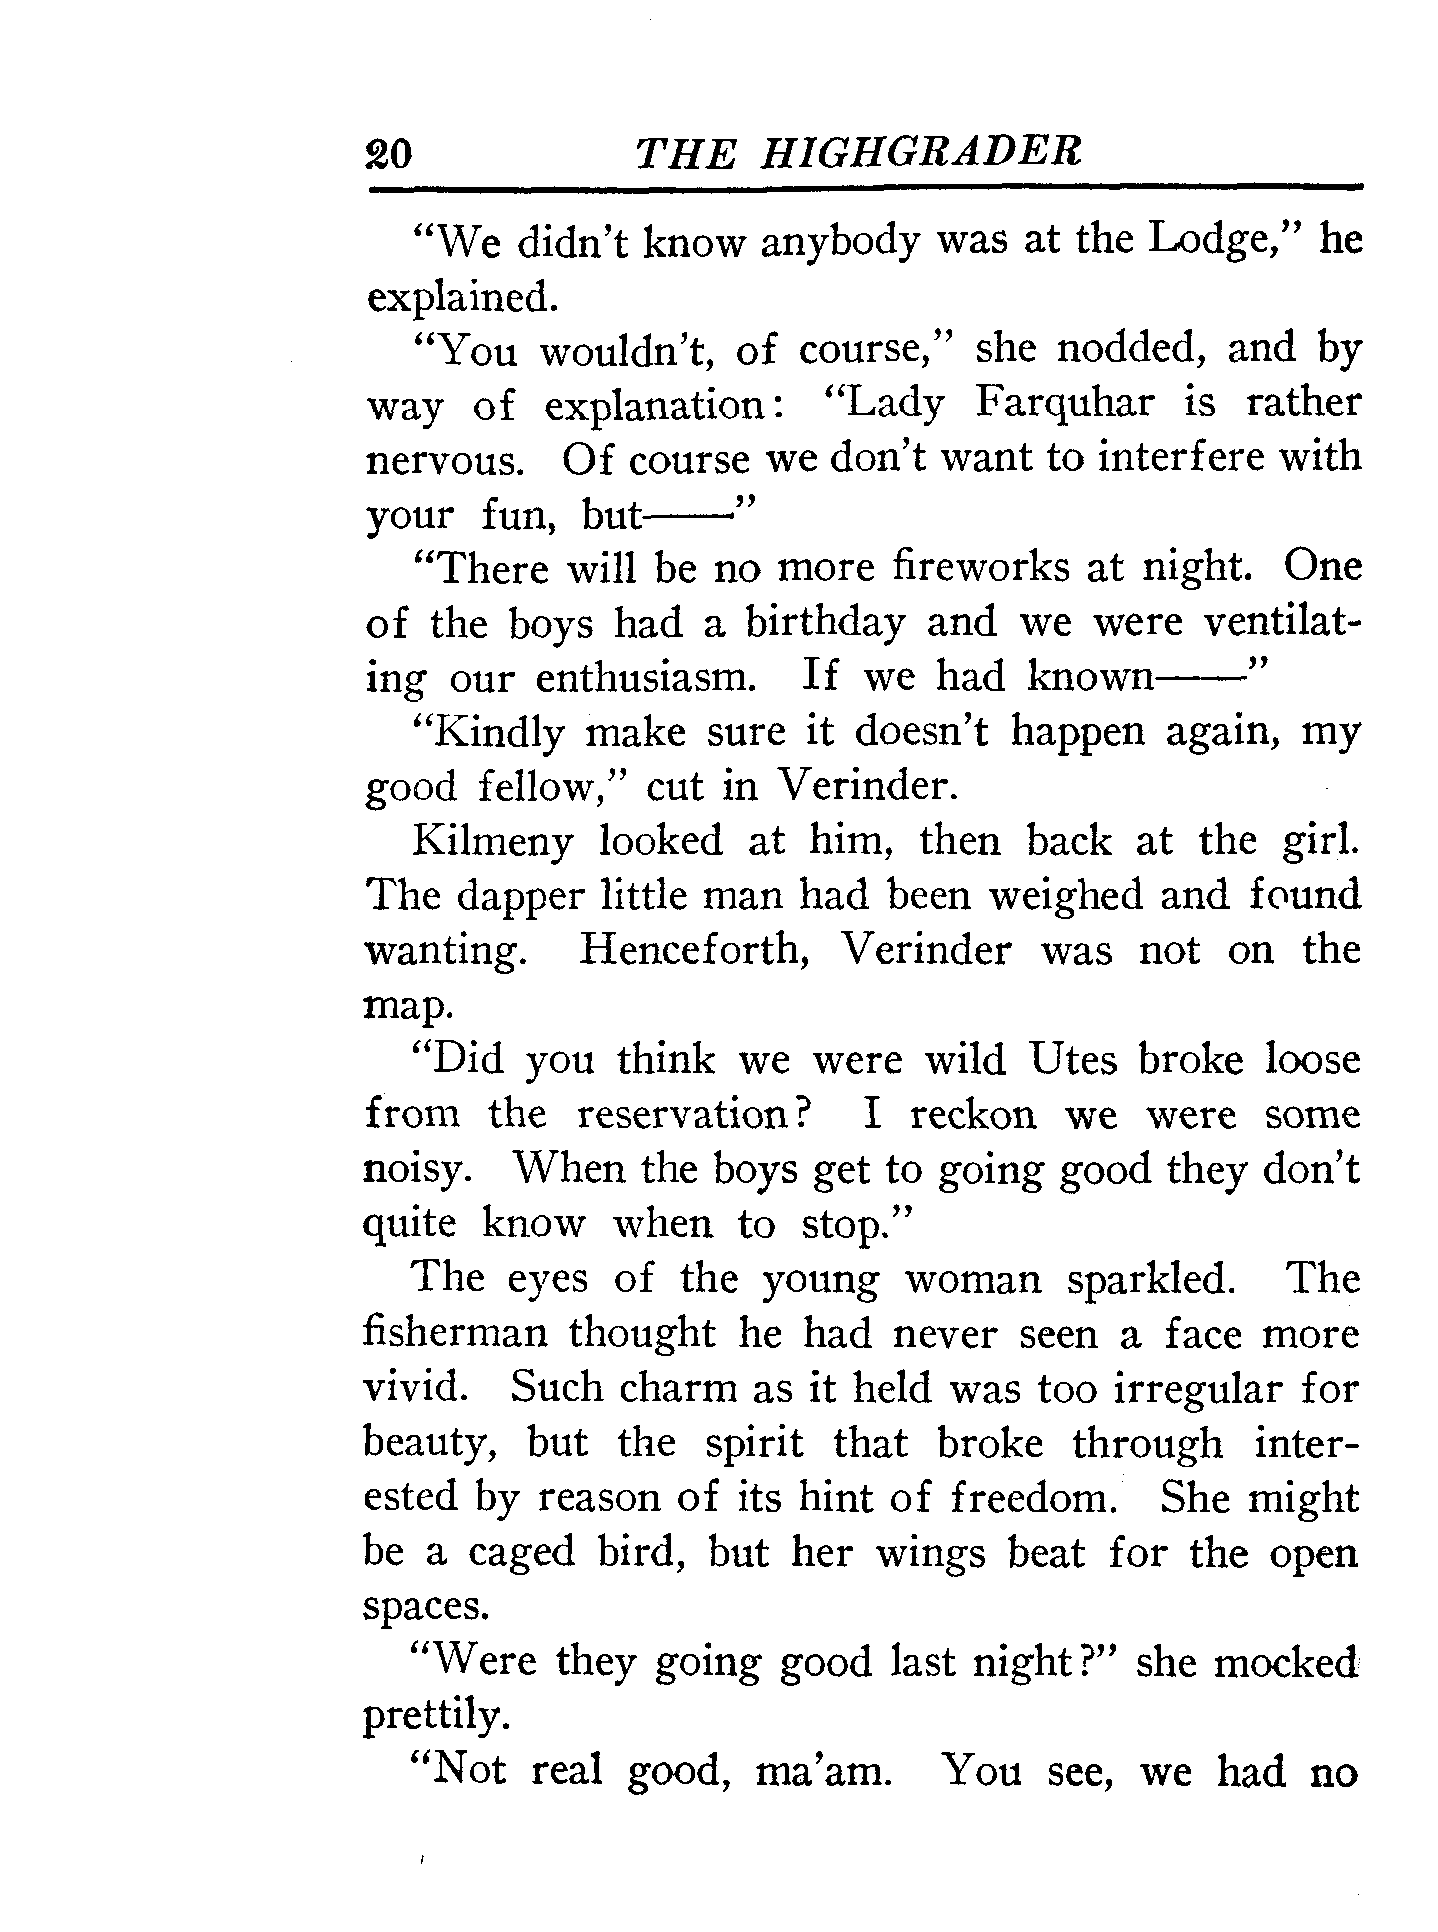 20 THE HIGHGRADER
“We didn’t know anybody was at the Lodge,” he
explained.
“You wouldn’t, of course,” she nodded, and by
way of explanation: “Lady Farquhar is rather
nervous. Of course we don’t want to interfere with
your fun, but——”
“There will be no more fireworks at night. One
of the boys had a birthday and we were ventilat-
ing our enthusiasm. If we had known——”
“Kindly make sure it doesn’t happen again, my
good fellow,” cut in Verinder.
Kilmeny looked at him, then back at the girl.
The dapper little man had been weighed and found
wanting. Henceforth, Verinder was not on the
map.
“Did you think we were wild Utes broke loose
from the reservation? I reckon we were some
noisy. When the boys get to going good they don’t
quite know when to stop.”
The eyes of the young woman sparkled. The
fisherman thought he had never seen a face more
vivid. Such charm as it held was too irregular for
beauty, but the spirit that broke through inter-
ested by reason of its hint of freedom. She might
be a caged bird, but her wings beat for the open
spaces.
“Were they going good last night?” she mocked
prettily.
“Not real good, ma’am. You see, we had no